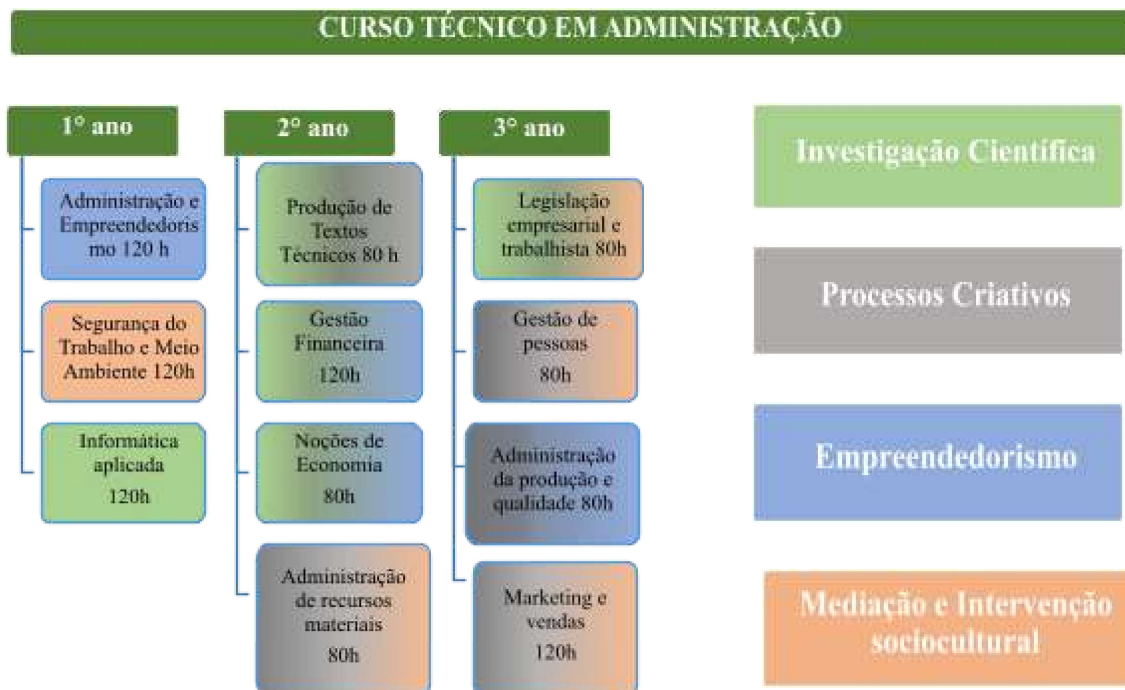 CURSO TÉCNICO EM ADMINISTRAÇÃO
1° ano
Administração e
Empreendedoris
mo 120 h
Segurança do
Trabalho e Meio
Ambiente 120h
Informática
aplicada
120h
2° ano
Produção de
Textos
Técnicos 80 h
Gestão
Financeira
120h
Noções de
Economia
80h
Administração
de recursos
materiais
80h
3° ano
Legislação
empresarial e
trabalhista 80h
Gestão de
pessoas
80h
Administração
da produção e
qualidade 80h
Marketing e
vendas
120h
Investigação Científica
Processos Criativos
Empreendedorismo
Mediação e Intervenção
sociocultural